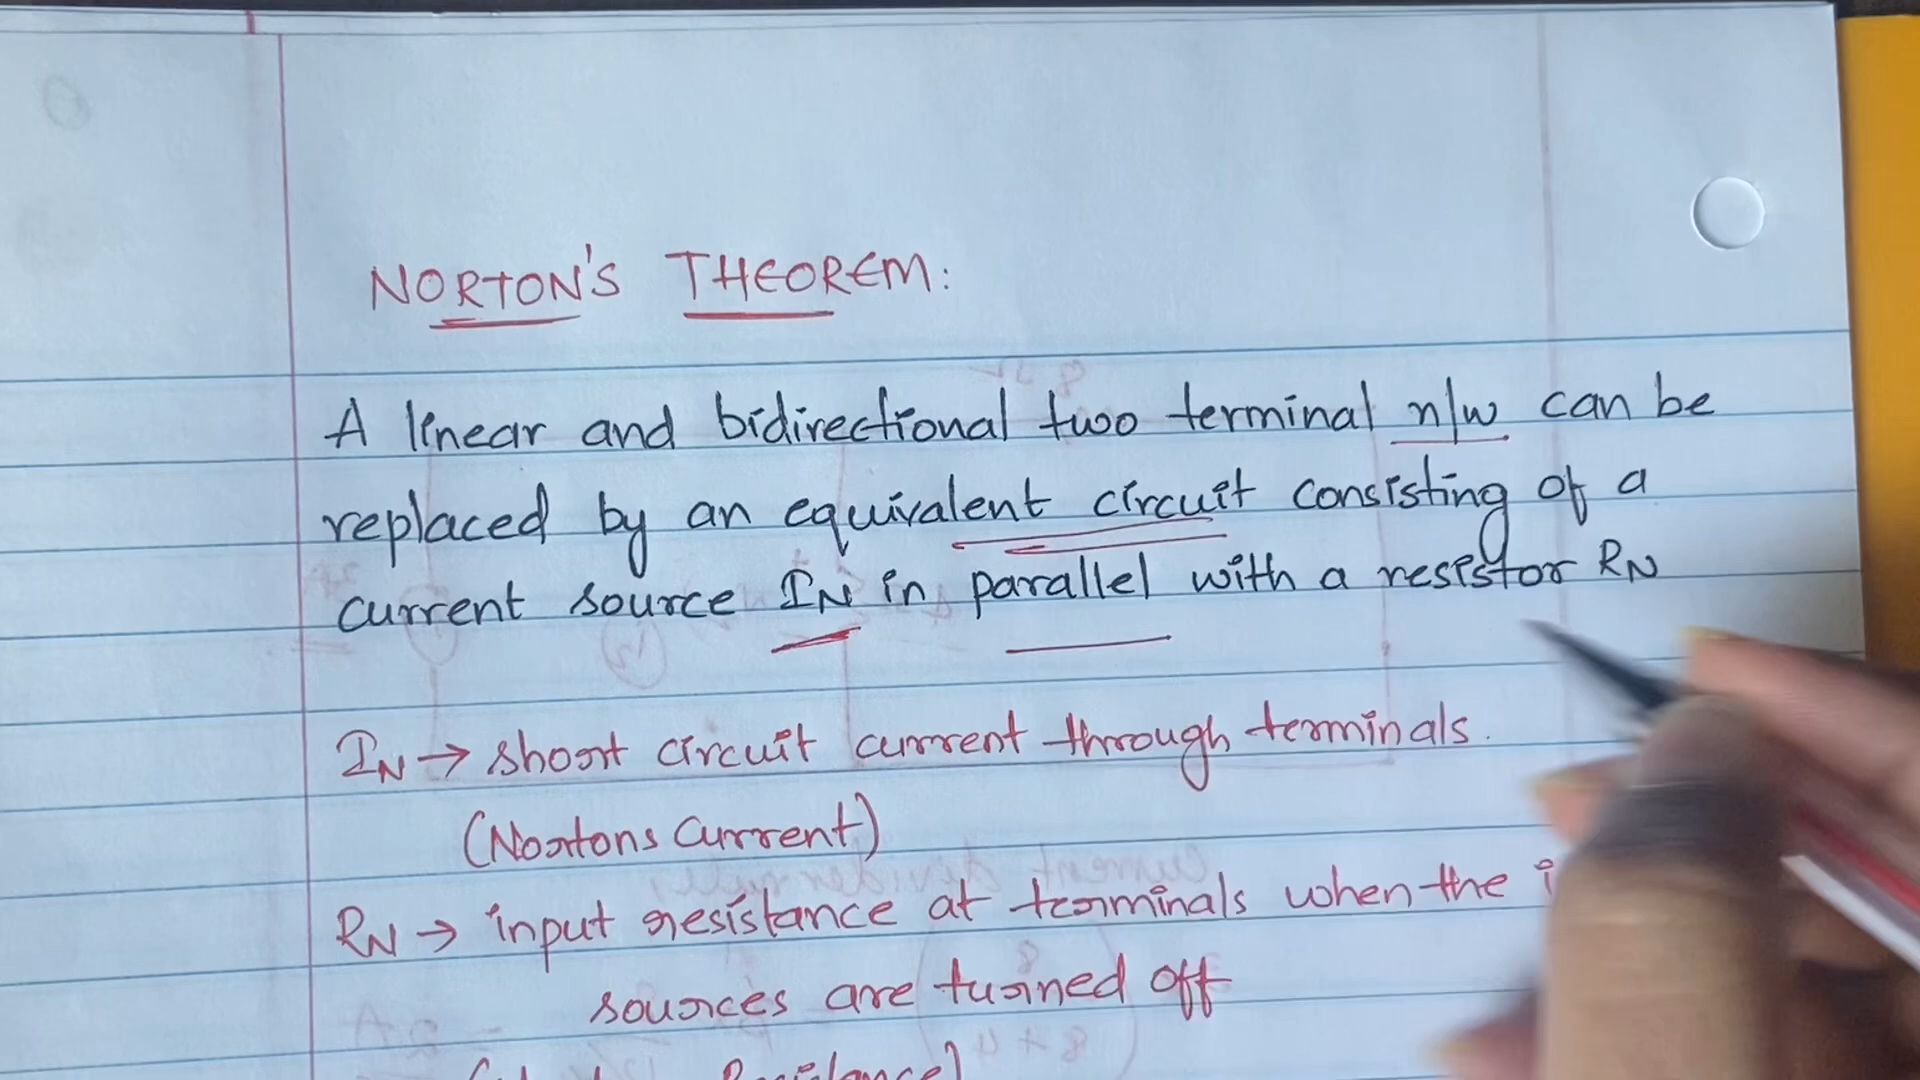 NORTON'S THEOREM:
A linear and bidirectional two terminal n/w can be
replaced by an equivalent circuit consisting of a
current source IN in parallel with a resistor RN
IN → short circuit current through terminals.
(Nortons Current)
RN → input resistance at terminals when the
sources are turned off
Resistance)